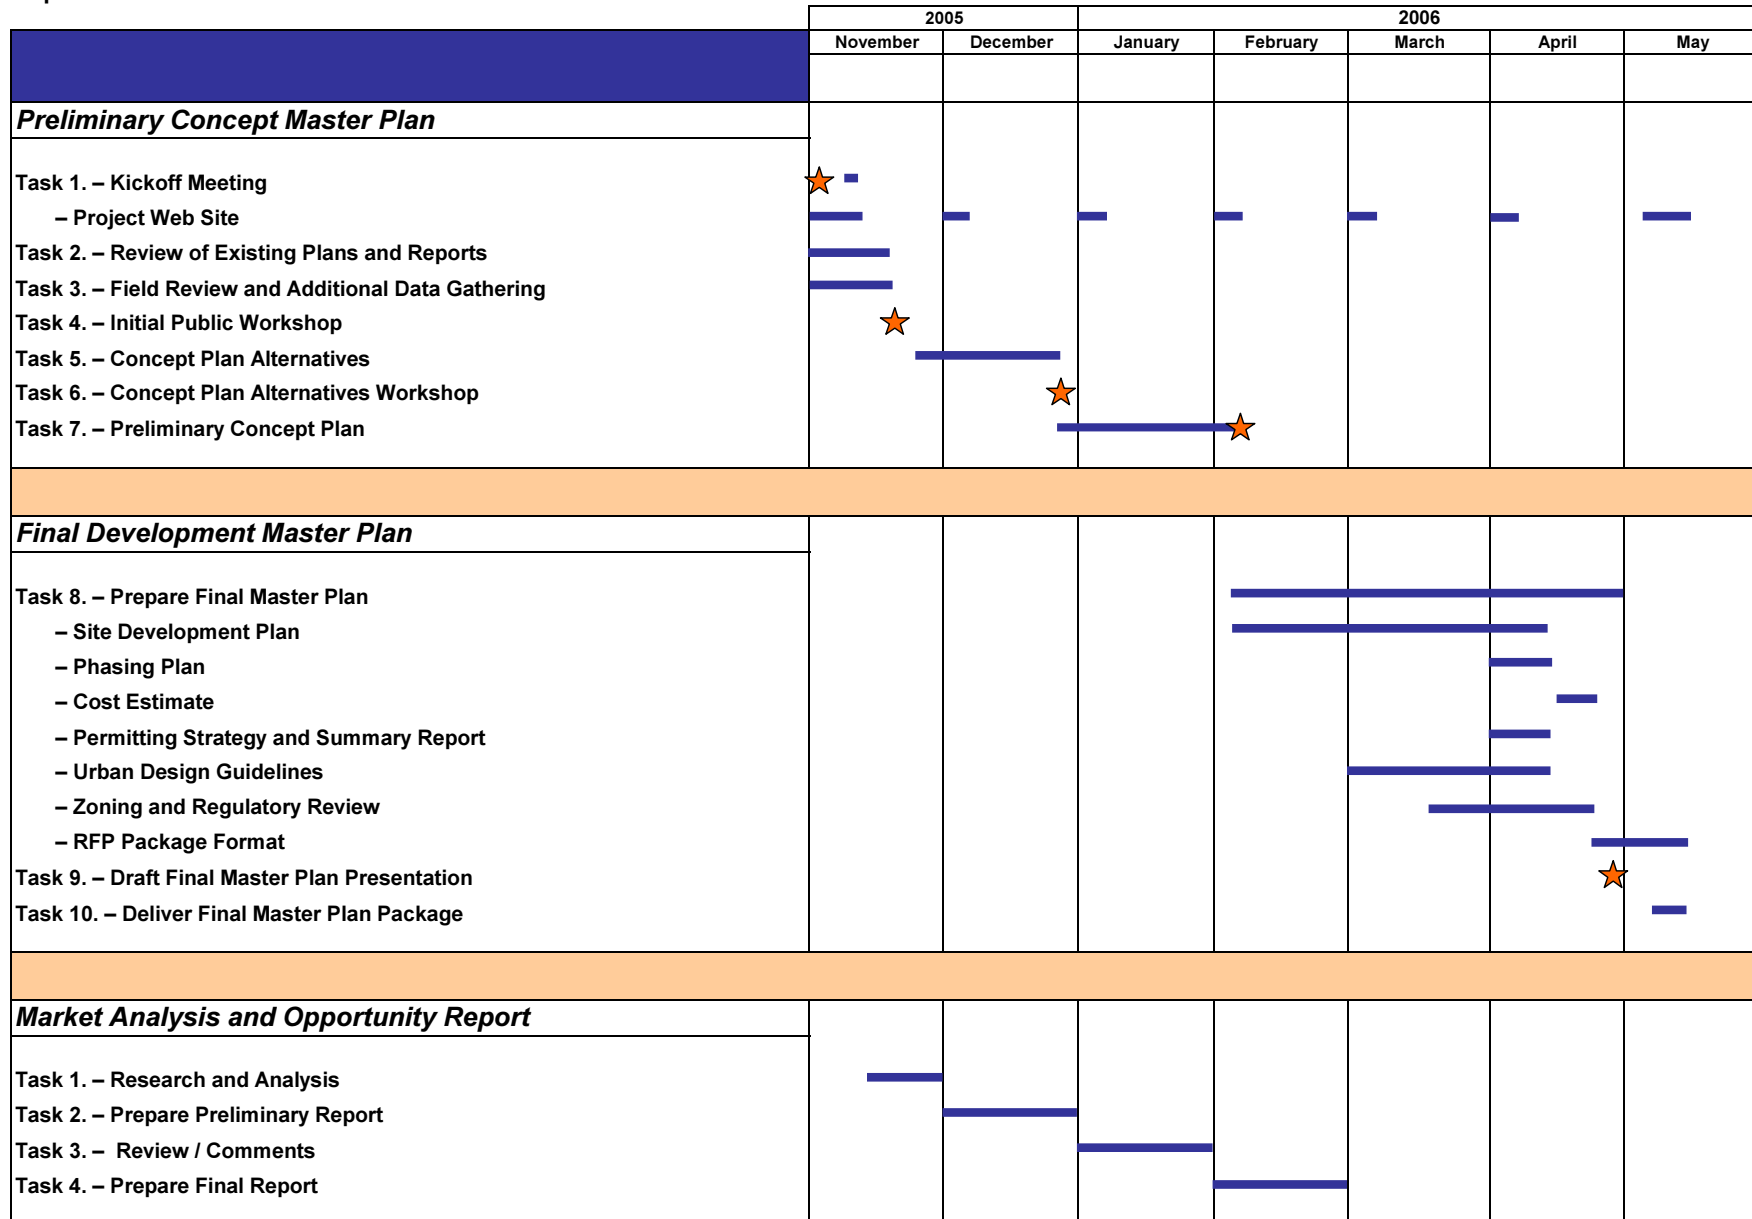 2005 2006
November December January February March April May
Preliminary Concept Master Plan
Task 1. – Kickoff Meeting
– Project Web Site
Task 2. – Review of Existing Plans and Reports
Task 3. – Field Review and Additional Data Gathering
Task 4. – Initial Public Workshop
Task 5. – Concept Plan Alternatives
Task 6. – Concept Plan Alternatives Workshop
Task 7. – Preliminary Concept Plan
Final Development Master Plan
Task 8. – Prepare Final Master Plan
– Site Development Plan
– Phasing Plan
– Cost Estimate
– Permitting Strategy and Summary Report
– Urban Design Guidelines
– Zoning and Regulatory Review
– RFP Package Format
Task 9. – Draft Final Master Plan Presentation
Task 10. – Deliver Final Master Plan Package
Market Analysis and Opportunity Report
Task 1. – Research and Analysis
Task 2. – Prepare Preliminary Report
Task 3. – Review / Comments
Task 4. – Prepare Final Report